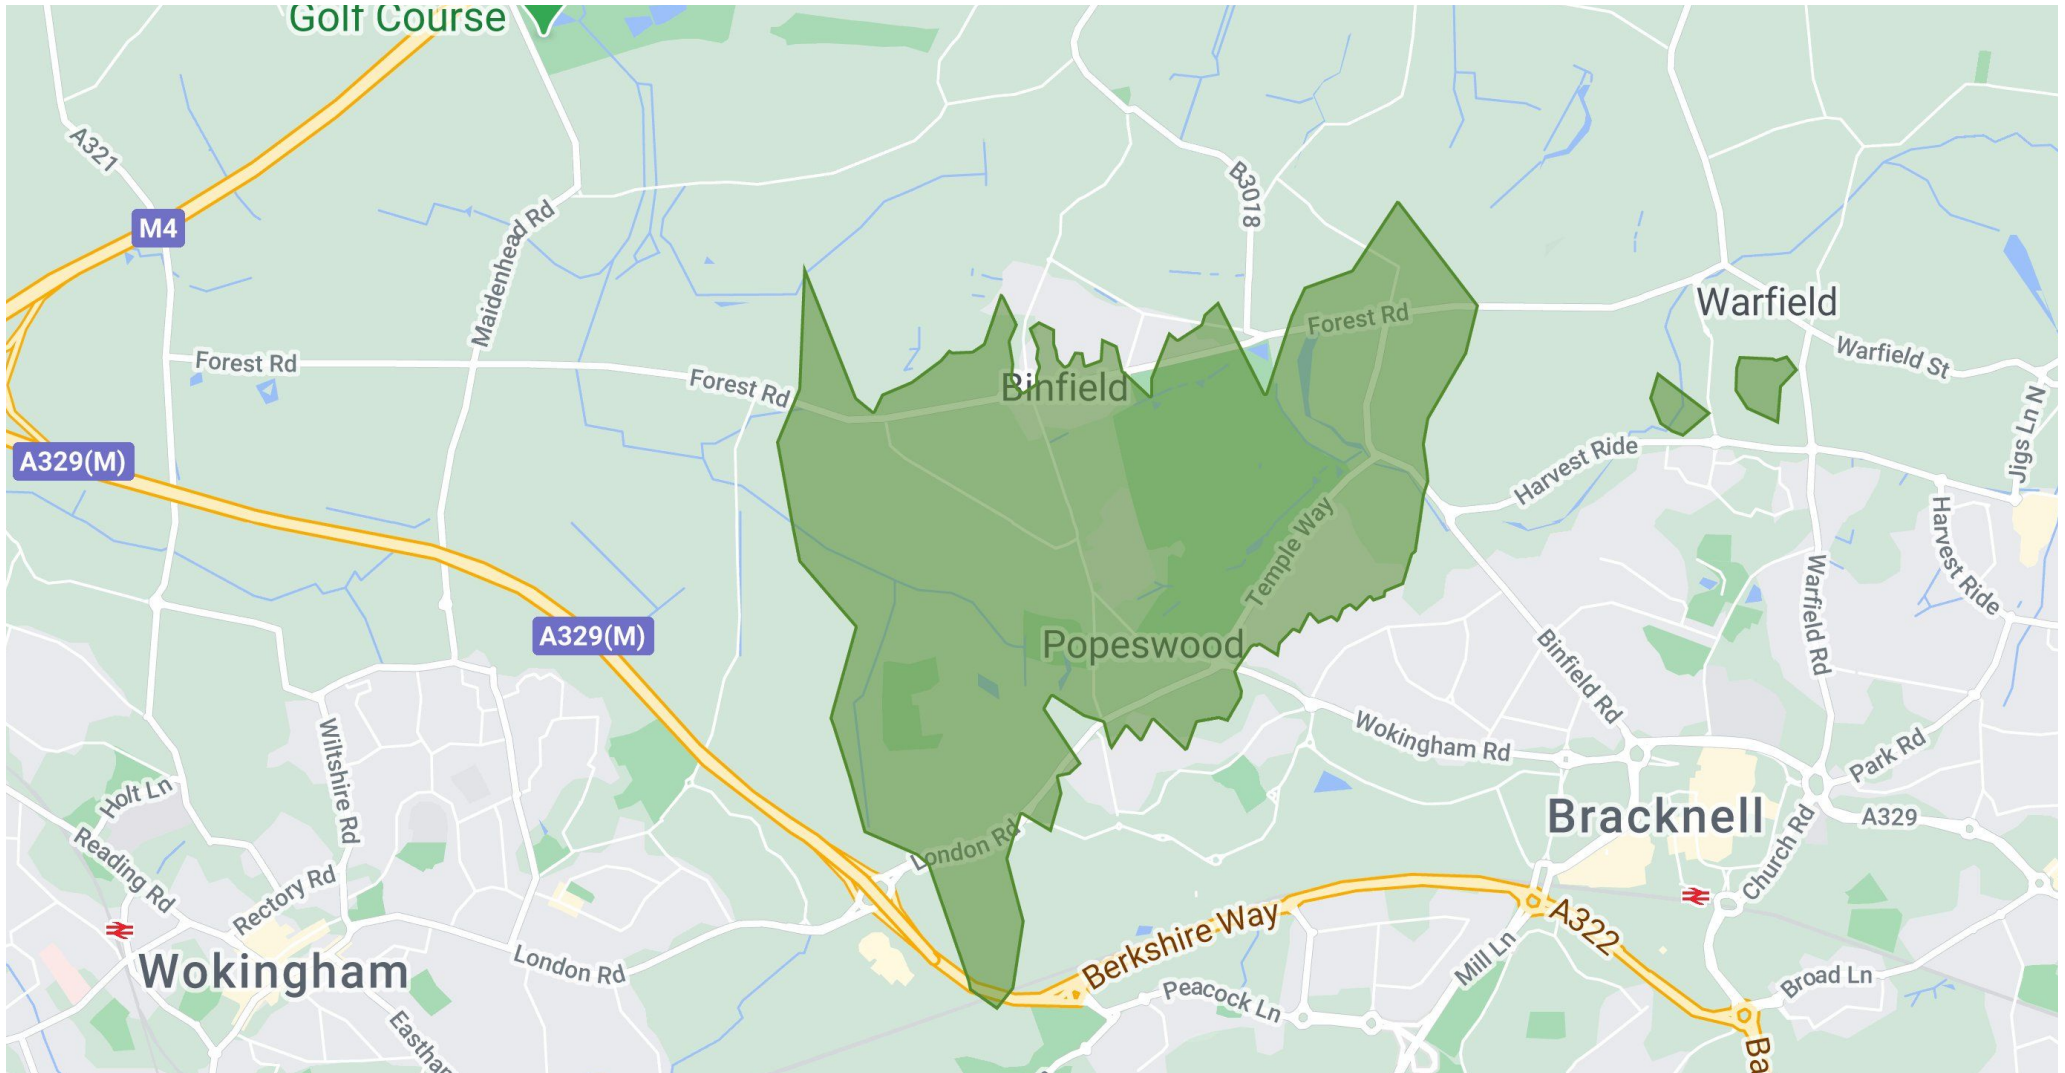 Golf Course
A321
M4
Maidenhead Rd
B3018
Forest Rd
Warfield
Forest Rd
Forest Rd
Binfield
Warfield St
Jigs Ln N
A329(M)
Harvest Ride
Harvest Ride
Temple Way
Warfield Rd
A329(M)
Popeswood
Binfield Rd
Wiltshire Rd
Wokingham Rd
Park Rd
Holt Ln
Bracknell
A329
Reading Rd
London Rd
Church Rd
Rectory Rd
Berkshire Way
A322
Mill Ln
London Rd
Wokingham
Peacock Ln
Broad Ln
Eastham
Ba